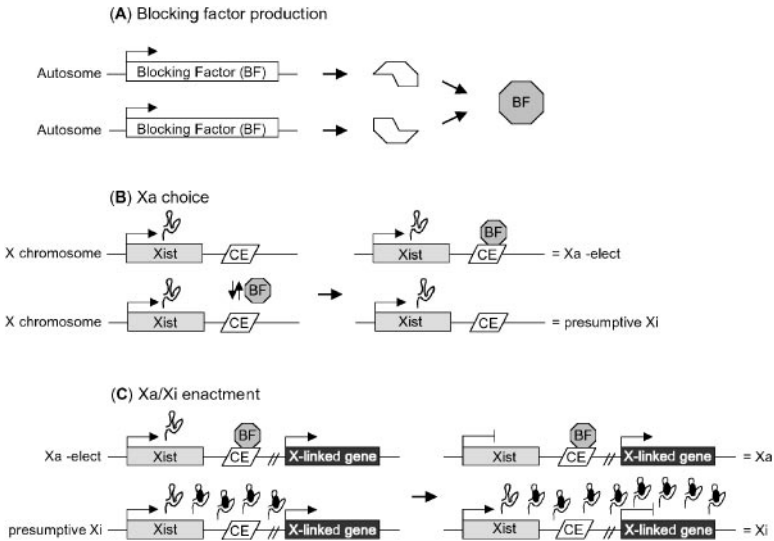 (A) Blocking factor production
Autosome Blocking Factor (BF)
BF
Autosome Blocking Factor (BF)
(B) Xa choice
X chromosome Xist CE Xist BF CE = Xa -elect
X chromosome Xist CE BF Xist CE = presumptive Xi
(C) Xa/Xi enactment
Xa -elect Xist BF CE X-linked gene Xist BF CE X-linked gene = Xa
presumptive Xi Xist CE X-linked gene Xist CE X-linked gene = Xi